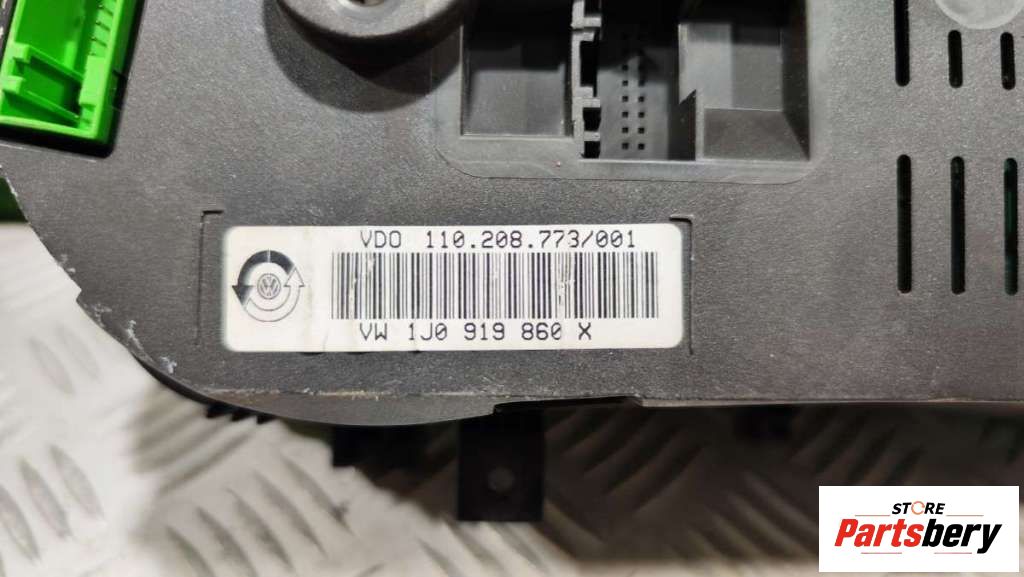 VDO 110.208.773/001
VW 1J0 919 860 X
STORE
Partsbery